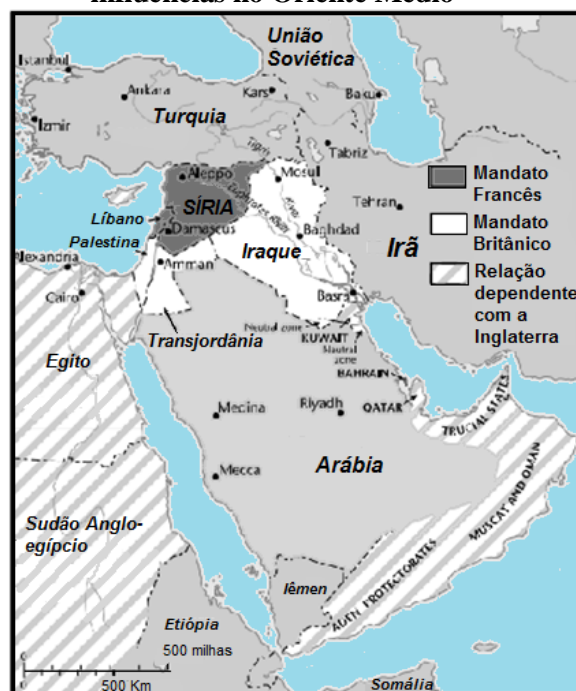 influências no Oriente Médio
União
Soviética
Istanbul
Ankara
Kars
Baku
Izmir
Turquia
Tigris
Tabriz
Aleppo
Mosul
SÍRIA
Tehran
Líbano
Damascus
Palestina
Baghdad
Iraque
Irã
Alexandria
Amman
Cairo
Basra
Neutral zone
KUWAIT
Neutral
zone
Transjordânia
Egito
BAHRAIN
QATAR
TRUCIAL STATES
Medina
Riyadh
Mecca
Arábia
MUSCAT AND OMAN
Sudão Anglo-
egípcio
ADEN PROTECTORATES
Iêmen
Etiópia
500 milhas
0
500 Km
Somália
Mandato
Francês
Mandato
Britânico
Relação
dependente
com a
Inglaterra